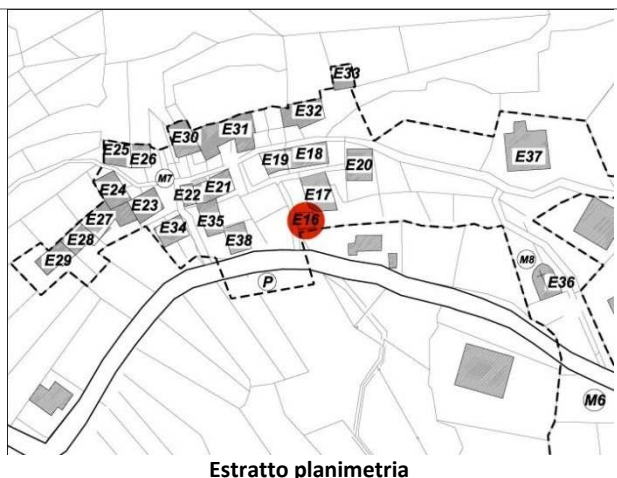 E33
E32
E30 E31
E25
E26
E19 E18
E20
E37
M7
E24
E22 E21
E17
E27
E23
E16
E28
E34
E35
E38
E29
P
M8
E36
M6
Estratto planimetria